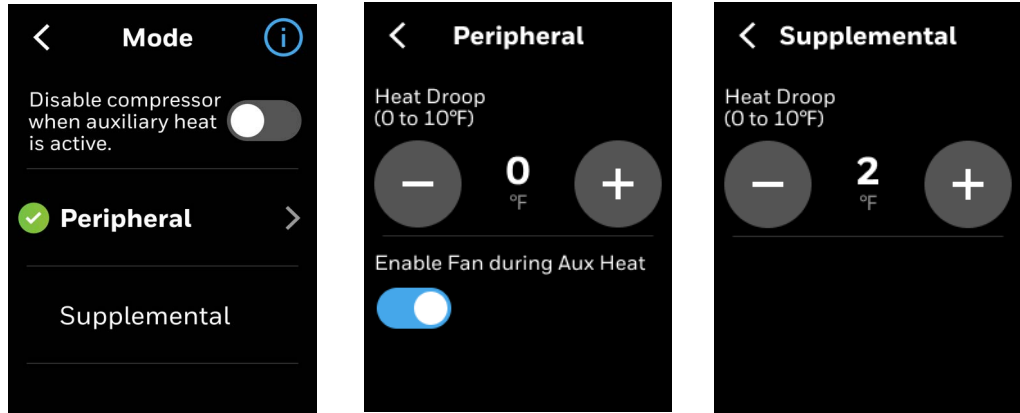 Mode
Disable compressor
when auxiliary heat
is active.
Peripheral
Supplemental
Peripheral
Heat Droop
(0 to 10°F)
0
°F
Enable Fan during Aux Heat
Supplemental
Heat Droop
(0 to 10°F)
2
°F